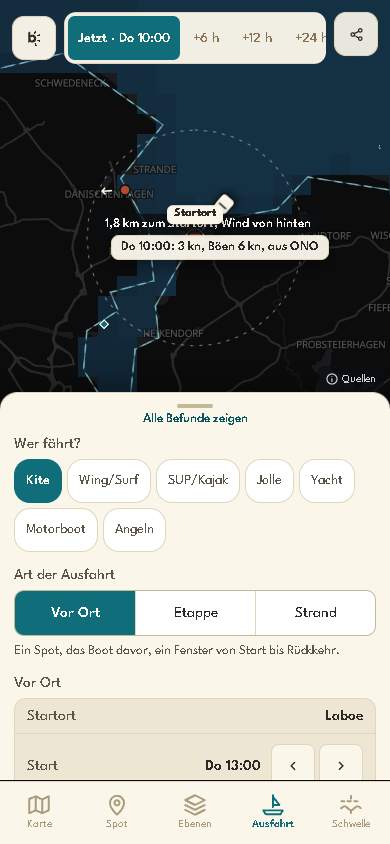 b
Jetzt · Do 10:00
+6 h
+12 h
+24 h
SCHWEDENECK
STRANDE
DÄNISCHENHAGEN
Startort
1,8 km zum Startort, Wind von hinten
Do 10:00: 3 kn, Böen 6 kn, aus ONO
HEIKENDORF
PROBSTEIERHAGEN
Quellen
Alle Befunde zeigen
Wer fährt?
Kite
Wing/Surf
SUP/Kajak
Jolle
Yacht
Motorboot
Angeln
Art der Ausfahrt
Vor Ort
Etappe
Strand
Ein Spot, das Boot davor, ein Fenster von Start bis Rückkehr.
Vor Ort
Startort
Laboe
Start
Do 13:00
Karte
Spot
Ebenen
Ausfahrt
Schwelle